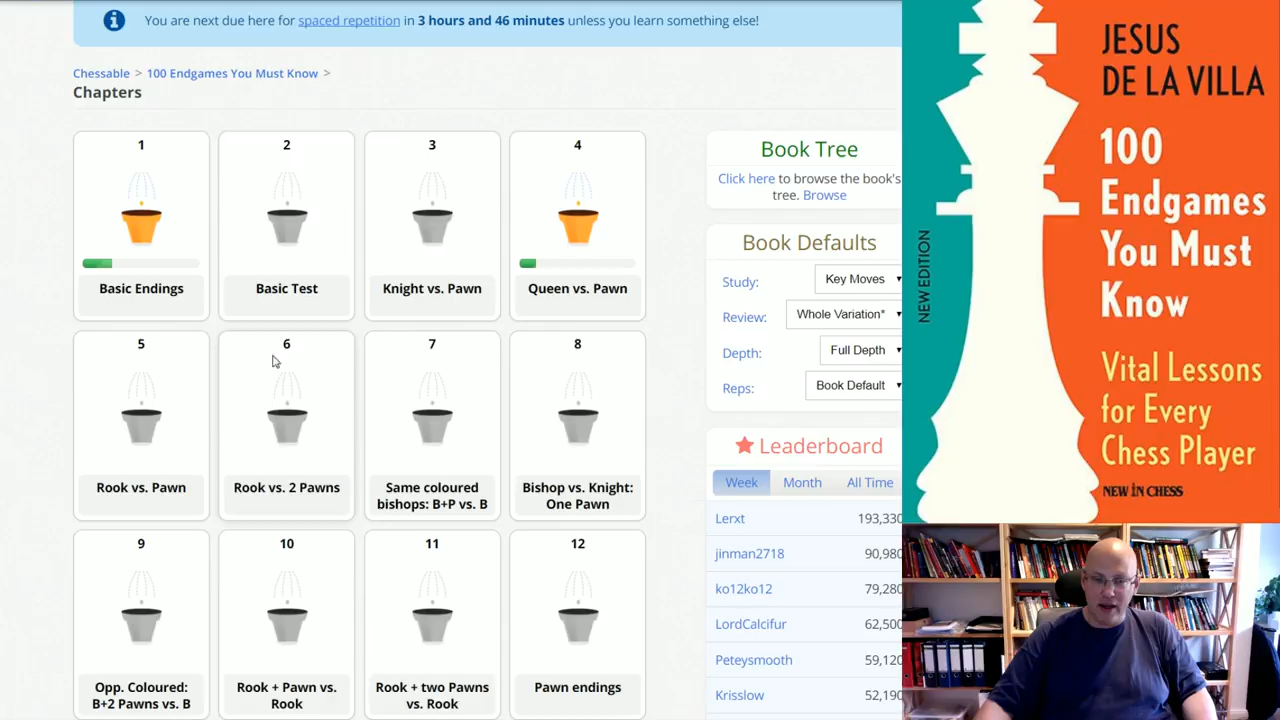 You are next due here for spaced repetition in 3 hours and 46 minutes unless you learn something else!
Chessable > 100 Endgames You Must Know >
Chapters
1
Basic Endings
2
Basic Test
3
Knight vs. Pawn
4
Queen vs. Pawn
5
Rook vs. Pawn
6
Rook vs. 2 Pawns
7
Same coloured
bishops: B+P vs. B
8
Bishop vs. Knight:
One Pawn
9
Opp. Coloured:
B+2 Pawns vs. B
10
Rook + Pawn vs.
Rook
11
Rook + two Pawns
vs. Rook
12
Pawn endings
Book Tree
Click here to browse the book's
tree. Browse
Book Defaults
Study: Key Moves
Review: Whole Variation*
Depth: Full Depth
Reps: Book Default
Leaderboard
Week Month All Time
Lerxt 193,330
jinman2718 90,980
ko12ko12 79,280
LordCalcifur 62,500
Peteysmooth 59,120
Krisslow 52,190
JESUS
DE LA VILLA
100
Endgames
You Must
Know
NEW EDITION
Vital Lessons
for Every
Chess Player
NEW IN CHESS